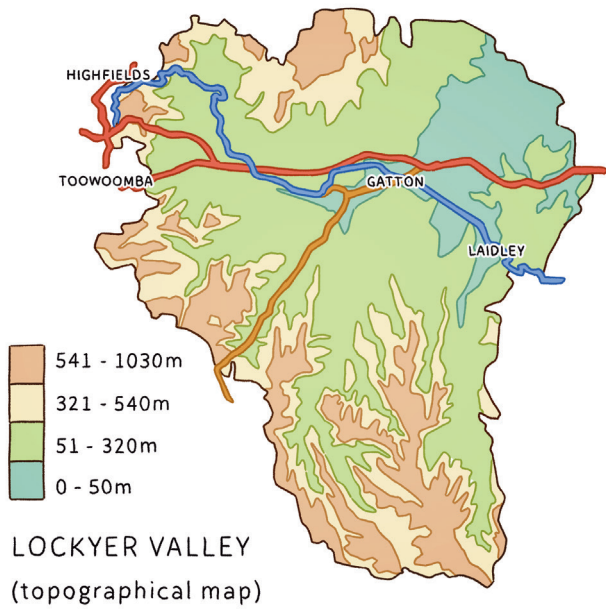 HIGHFIELDS
TOOWOOMBA
GATTON
LAIDLEY
541 - 1030m
321 - 540m
51 - 320m
0 - 50m
LOCKYER VALLEY
(topographical map)